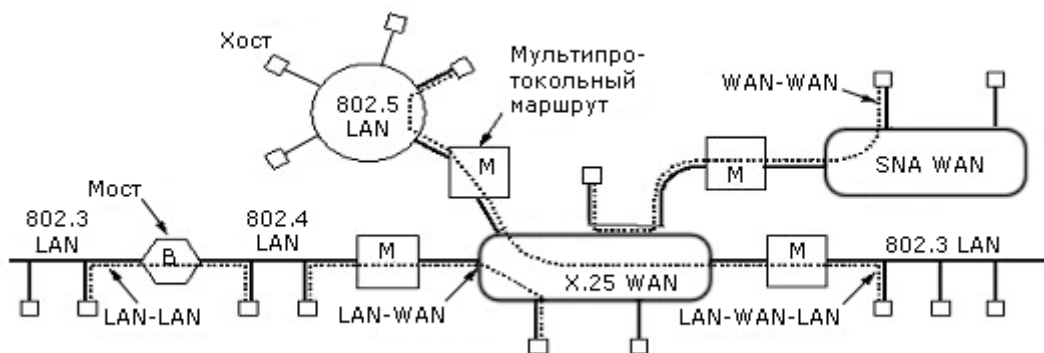 Хост
Мультипро-
токольный
маршрут
WAN-WAN
802.5
LAN
M
M
SNA WAN
Мост
802.3
LAN
B
802.4
LAN
M
X.25 WAN
M
802.3 LAN
LAN-LAN
LAN-WAN
LAN-WAN-LAN